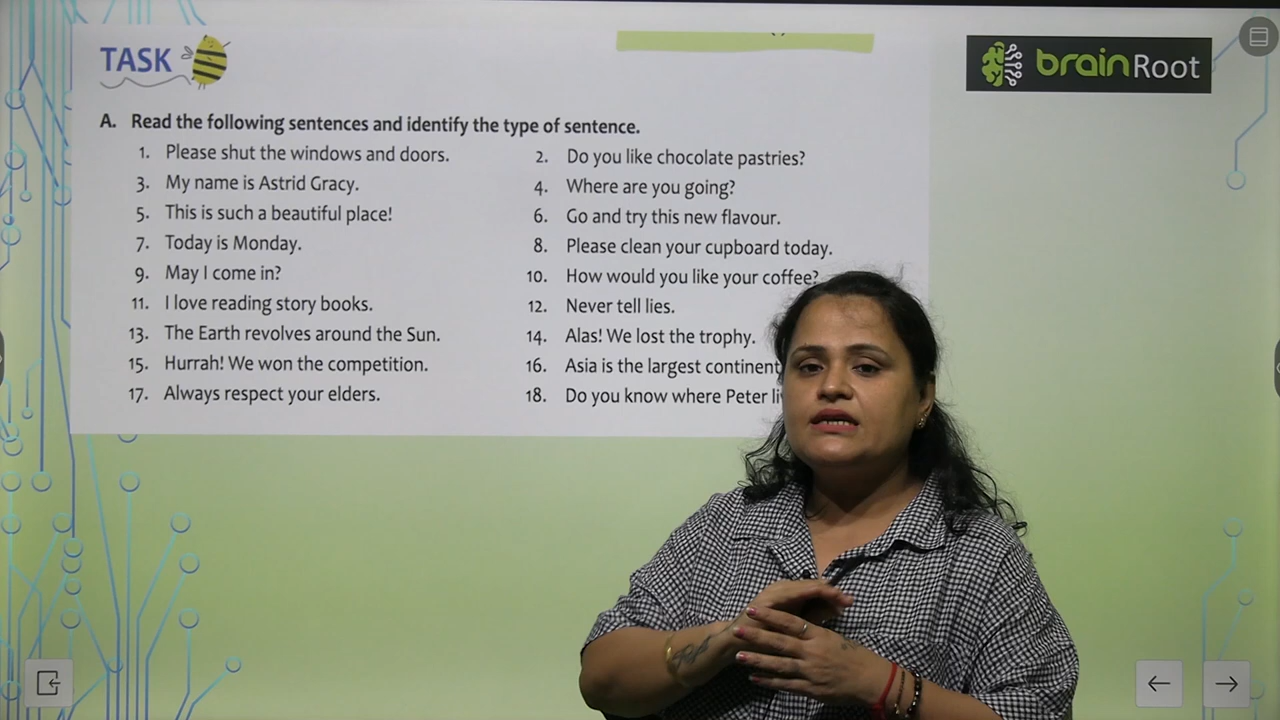 TASK
brainRoot
A. Read the following sentences and identify the type of sentence.
1. Please shut the windows and doors.
2. Do you like chocolate pastries?
3. My name is Astrid Gracy.
4. Where are you going?
5. This is such a beautiful place!
6. Go and try this new flavour.
7. Today is Monday.
8. Please clean your cupboard today.
9. May I come in?
10. How would you like your coffee?
11. I love reading story books.
12. Never tell lies.
13. The Earth revolves around the Sun.
14. Alas! We lost the trophy.
15. Hurrah! We won the competition.
16. Asia is the largest continent
17. Always respect your elders.
18. Do you know where Peter